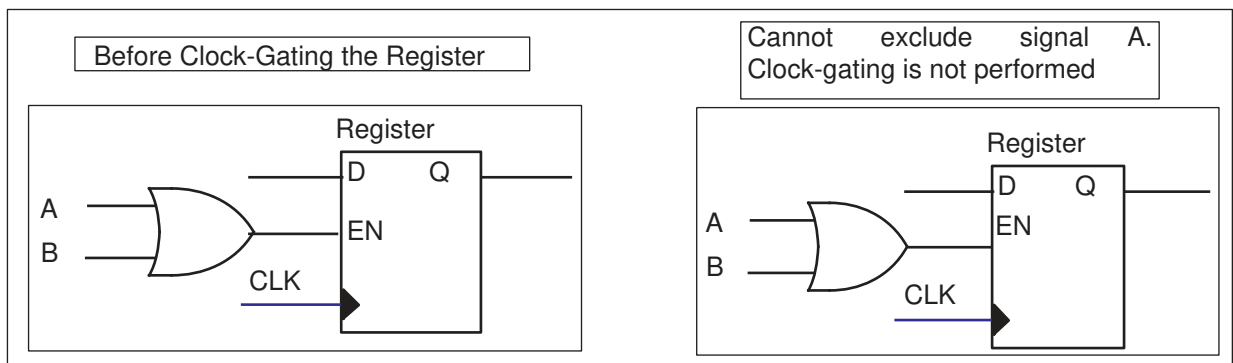 Before Clock-Gating the Register
Cannot exclude signal A.
Clock-gating is not performed
Register
D Q
A
EN
B
CLK
Register
D Q
A
EN
B
CLK